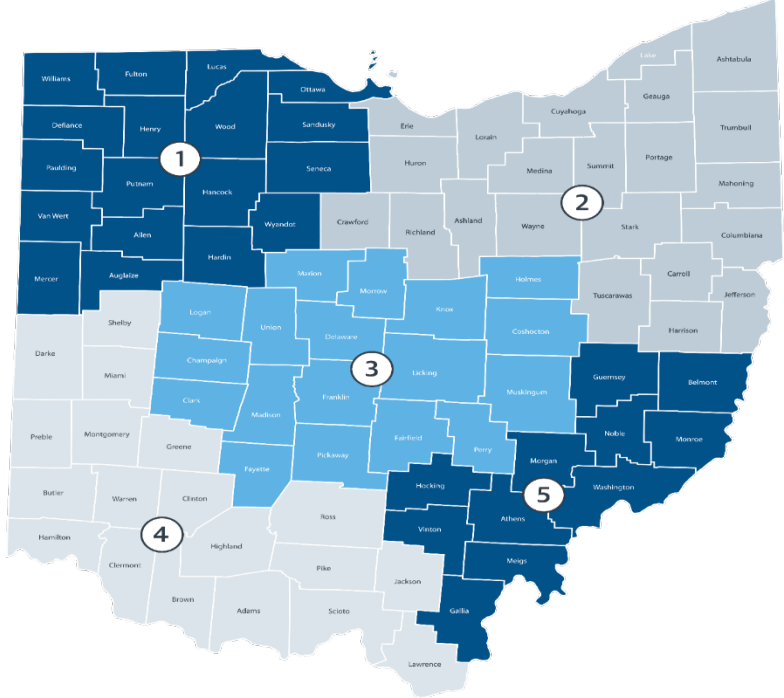 Lake
Ashtabula
Lucas
Fulton
Williams
Ottawa
Geauga
Cuyahoga
Defiance
Henry
Wood
Sandusky
Erie
Lorain
Trumbull
1
Portage
Summit
Medina
Huron
Seneca
Paulding
Putnam
Hancock
Mahoning
2
Van Wert
Allen
Wyandot
Crawford
Richland
Ashland
Wayne
Stark
Columbiana
Mercer
Auglaize
Hardin
Marion
Morrow
Holmes
Carroll
Tuscarawas
Jefferson
Logan
Knox
Shelby
Union
Delaware
Coshocton
Harrison
Darke
Champaign
3
Licking
Miami
Guernsey
Belmont
Clark
Madison
Franklin
Muskingum
Preble
Montgomery
Greene
Fairfield
Perry
Noble
Monroe
Fayette
Pickaway
Morgan
Hocking
5
Washington
Butler
Warren
Clinton
Ross
Athens
4
Vinton
Hamilton
Highland
Clermont
Pike
Jackson
Meigs
Brown
Adams
Scioto
Gallia
Lawrence